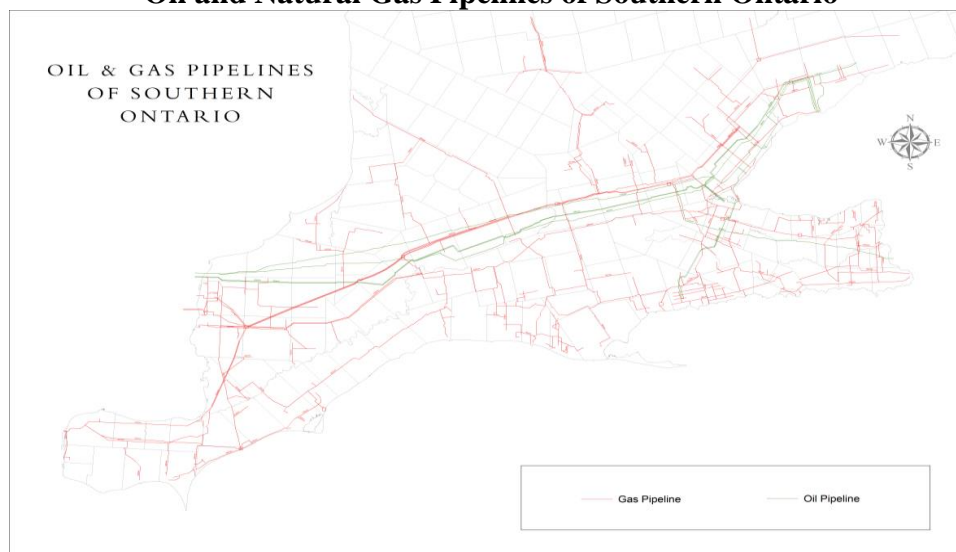 Oil and Natural Gas Pipelines of Southern Ontario
OIL & GAS PIPELINES
OF SOUTHERN
ONTARIO
N
W E
S
Gas Pipeline
Oil Pipeline